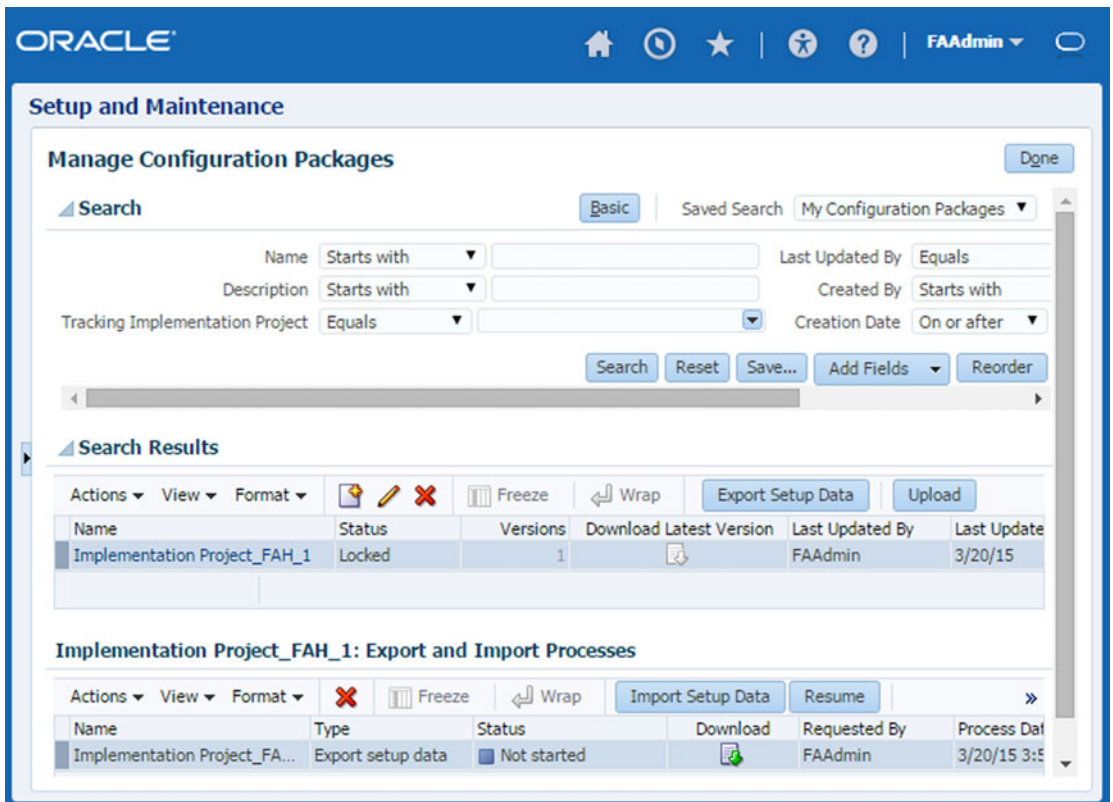 ORACLE
FAAdmin
Setup and Maintenance
Manage Configuration Packages
Done
Search
Basic
Saved Search My Configuration Packages
Name Starts with
Last Updated By Equals
Description Starts with
Created By Starts with
Tracking Implementation Project Equals
Creation Date On or after
Search Reset Save... Add Fields Reorder
Search Results
Actions View Format Freeze Wrap Export Setup Data Upload
Name Status Versions Download Latest Version Last Updated By Last Update
Implementation Project_FAH_1 Locked 1 FAAdmin 3/20/15
Implementation Project_FAH_1: Export and Import Processes
Actions View Format Freeze Wrap Import Setup Data Resume »
Name Type Status Download Requested By Process Dat
Implementation Project_FA... Export setup data Not started FAAdmin 3/20/15 3:5